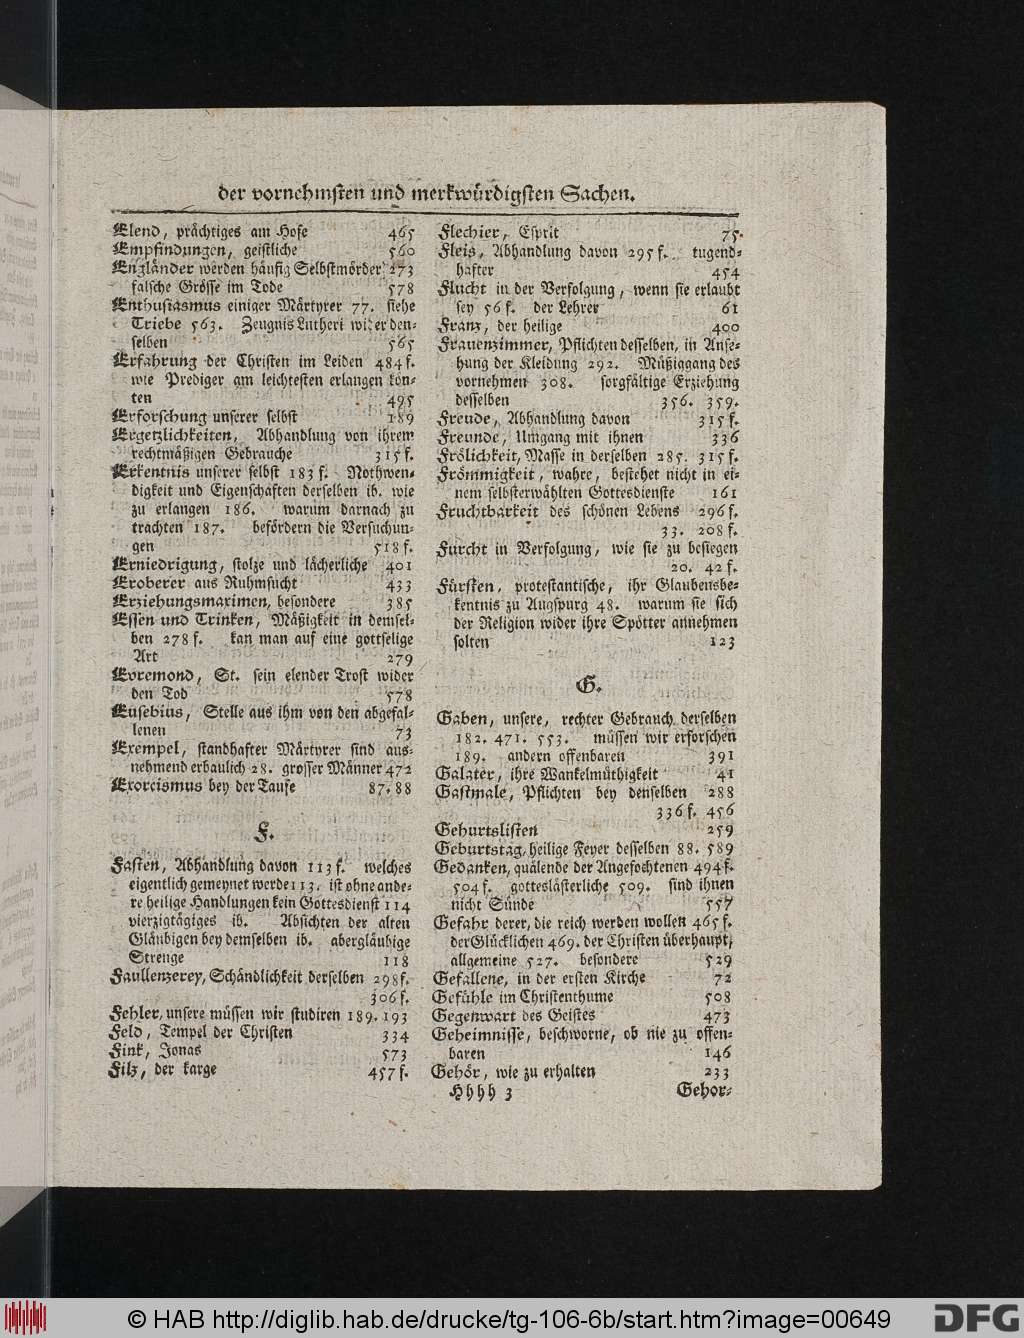 der vornehmsten und merkwürdigsten Sachen.
Elend, prächtiges am Hofe 465
Empfindungen, geistliche 560
Engländer werden häufig Selbstmörder 273
falsche Grösse im Tode 578
Enthusiasmus einiger Märtyrer 77. siehe
Triebe 563. Zeugnis Lutheri wider den-
selben 565
Erfahrung der Christen im Leiden 484 f.
wie Prediger am leichtesten erlangen kön-
ten 495
Erforschung unserer selbst 189
Ergetzlichkeiten, Abhandlung von ihrem
rechtmäßigen Gebrauche 315 f.
Erkentnis unserer selbst 183 f. Nothwen-
digkeit und Eigenschaften derselben ib. wie
zu erlangen 186. warum darnach zu
trachten 187. befördern die Versuchun-
gen 518 f.
Erniedrigung, stolze und lächerliche 401
Eroberer aus Ruhmsucht 433
Erziehungsmaximen, besondere 385
Essen und Trinken, Mäßigkeit in demsel-
ben 278 f. kan man auf eine gottselige
Art 279
Evremond, St. sein elender Trost wider
den Tod 578
Eusebius, Stelle aus ihm von den abgefal-
lenen 73
Exempel, standhafter Märtyrer sind aus-
nehmend erbaulich 28. grosser Männer 472
Exorcismus bey der Taufe 87. 88
F.
Fasten, Abhandlung davon 113 f. welches
eigentlich gemeynet werde 113. ist ohne ande-
re heilige Handlungen kein Gottesdienst 114
vierzigtägiges ib. Absichten der alten
Gläubigen bey demselben ib. abergläubige
Strenge 118
Faullenzerey, Schändlichkeit derselben 298 f.
306 f.
Fehler, unsere müssen wir studiren 189. 193
Feld, Tempel der Christen 334
Fink, Jonas 573
Filz, der karge 457 f.
Flechier, Esprit 75.
Fleis, Abhandlung davon 295 f. tugend-
hafter 454
Flucht in der Verfolgung, wenn sie erlaubt
sey 56 f. der Lehrer 61
Franz, der heilige 400
Frauenzimmer, Pflichten desselben, in Anse-
hung der Kleidung 292. Müßiggang des
vornehmen 308. sorgfältige Erziehung
desselben 356. 359.
Freude, Abhandlung davon 315 f.
Freunde, Umgang mit ihnen 336
Frölichkeit, Masse in derselben 285. 315 f.
Frömmigkeit, wahre, bestehet nicht in ei-
nem selbsterwählten Gottesdienste 161
Fruchtbarkeit des schönen Lebens 296 f.
33. 208 f.
Furcht in Verfolgung, wie sie zu besiegen
20. 42 f.
Fürsten, protestantische, ihr Glaubensbe-
kentnis zu Augspurg 48. warum sie sich
der Religion wider ihre Spötter annehmen
solten 123
G.
Gaben, unsere, rechter Gebrauch derselben
182. 471. 553. müssen wir erforschen
189. andern offenbaren 391
Galater, ihre Wankelmüthigkeit 41
Gastmale, Pflichten bey denselben 288
336 f. 456
Geburtslisten 259
Geburtstag, heilige Feyer desselben 88. 589
Gedanken, quälende der Angefochtenen 494 f.
504 f. gotteslästerliche 509. sind ihnen
nicht Sünde 557
Gefahr derer, die reich werden wollen 465 f.
der Glücklichen 469. der Christen überhaupt,
allgemeine 527. besondere 529
Gefallene, in der ersten Kirche 72
Gefühle im Christenthume 508
Gegenwart des Geistes 473
Geheimnisse, beschworne, ob nie zu offen-
baren 146
Gehör, wie zu erhalten 233
Hhhh 3 Gehor-
© HAB http://diglib.hab.de/drucke/tg-106-6b/start.htm?image=00649
DFG